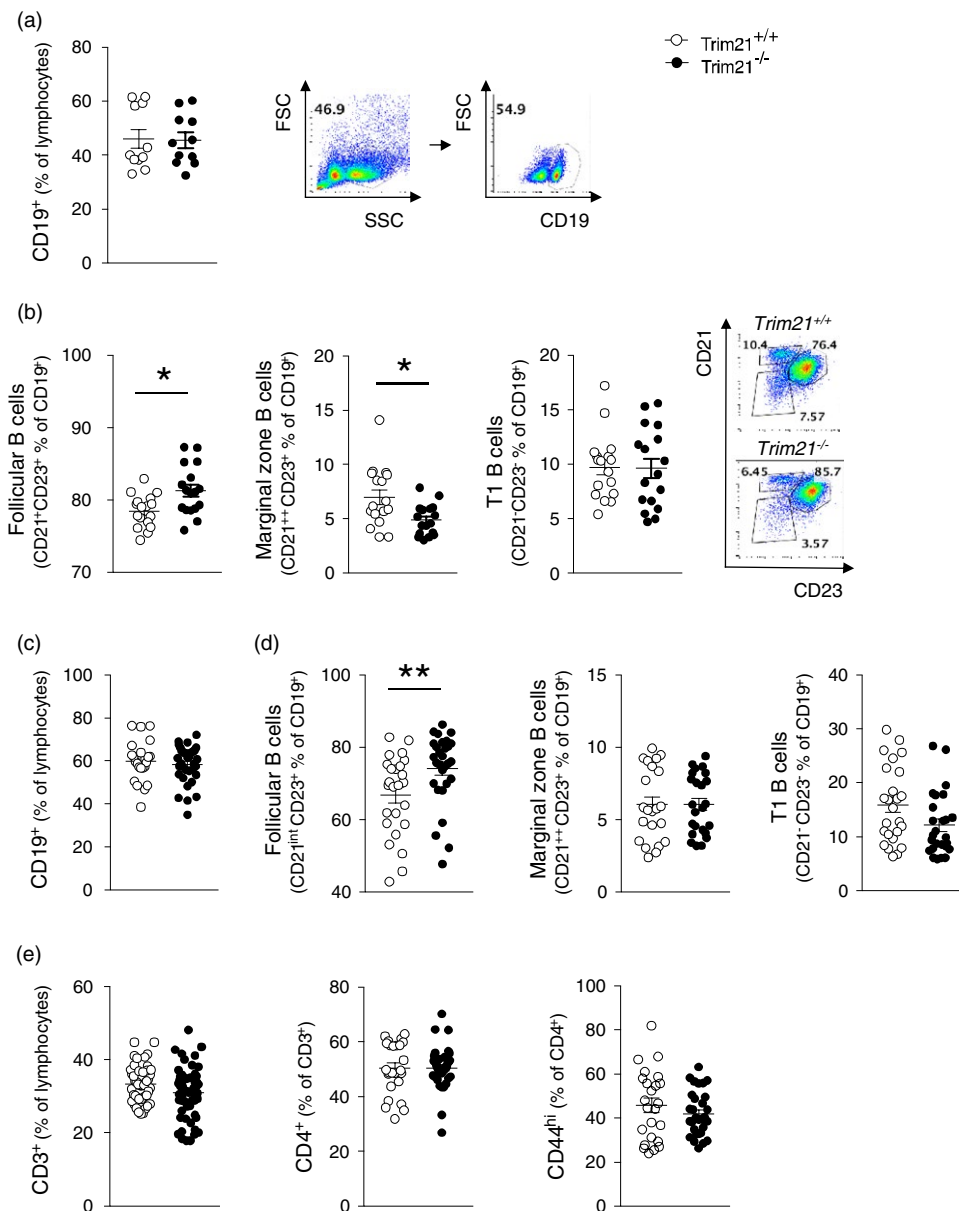 (a)
Trim21+/+
Trim21-/-
CD19+ (% of lymphocytes)
80
60
40
20
0
FSC
46.9
SSC
FSC
54.9
CD19
(b)
Follicular B cells
(CD21+CD23+ % of CD19+)
100
90
80
70
*
Marginal zone B cells
(CD21++ CD23+ % of CD19+)
20
15
10
5
0
*
T1 B cells
(CD21-CD23- % of CD19+)
20
15
10
5
0
CD21
Trim21+/+
10.4 76.4
7.57
Trim21-/-
6.45 85.7
3.57
CD23
(c)
CD19+ (% of lymphocytes)
100
80
60
40
20
0
(d)
Follicular B cells
(CD21int CD23+ % of CD19+)
100
80
60
40
**
Marginal zone B cells
(CD21++ CD23+ % of CD19+)
15
10
5
0
T1 B cells
(CD21- CD23- % of CD19+)
40
30
20
10
0
(e)
CD3+ (% of lymphocytes)
60
40
20
0
CD4+ (% of CD3+)
80
60
40
20
0
CD44hi (% of CD4+)
100
80
60
40
20
0